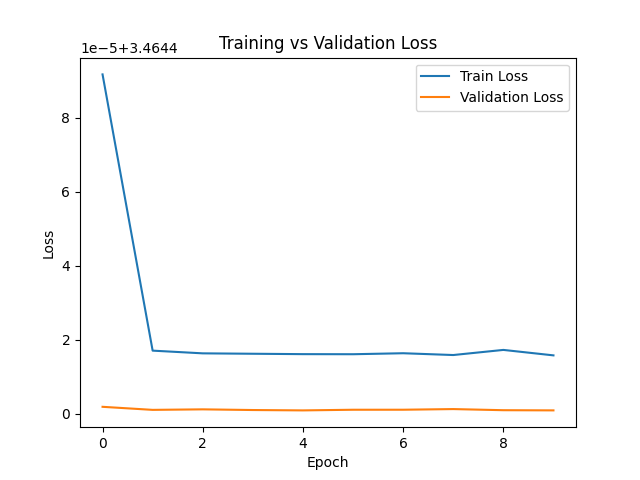 1e−5+3.4644
Training vs Validation Loss
Train Loss
Validation Loss
8
6
4
2
0
Loss
0 2 4 6 8
Epoch